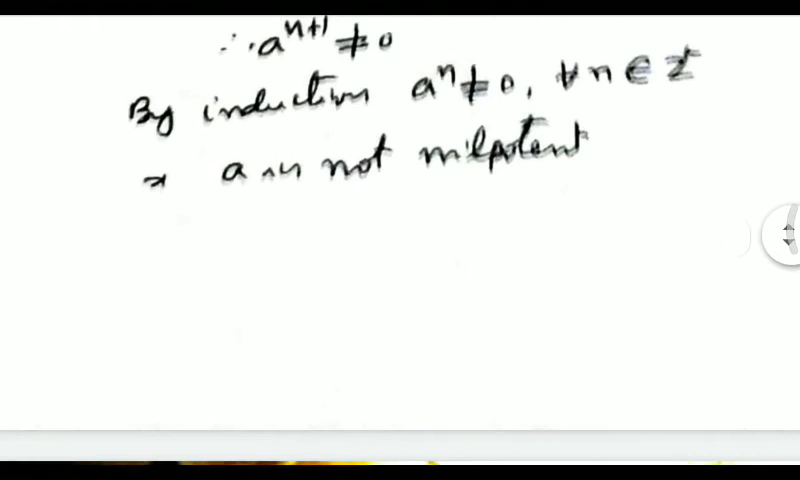 ∴ a^{n+1} ≠ 0
By induction a^n ≠ 0, ∀ n ∈ Z
⇒ a is not nilpotent